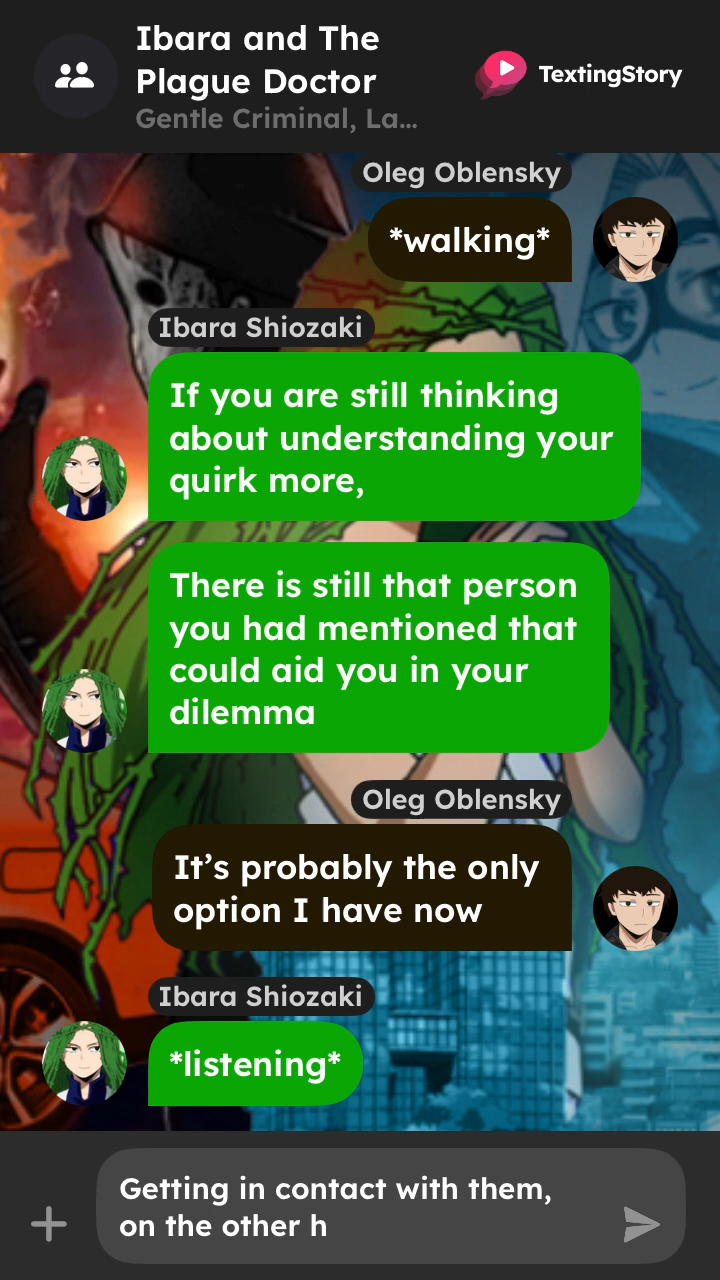 Ibara and The
Plague Doctor
Gentle Criminal, La...
TextingStory
Oleg Oblensky
*walking*
Ibara Shiozaki
If you are still thinking
about understanding your
quirk more,
There is still that person
you had mentioned that
could aid you in your
dilemma
Oleg Oblensky
It’s probably the only
option I have now
Ibara Shiozaki
*listening*
Getting in contact with them,
on the other h